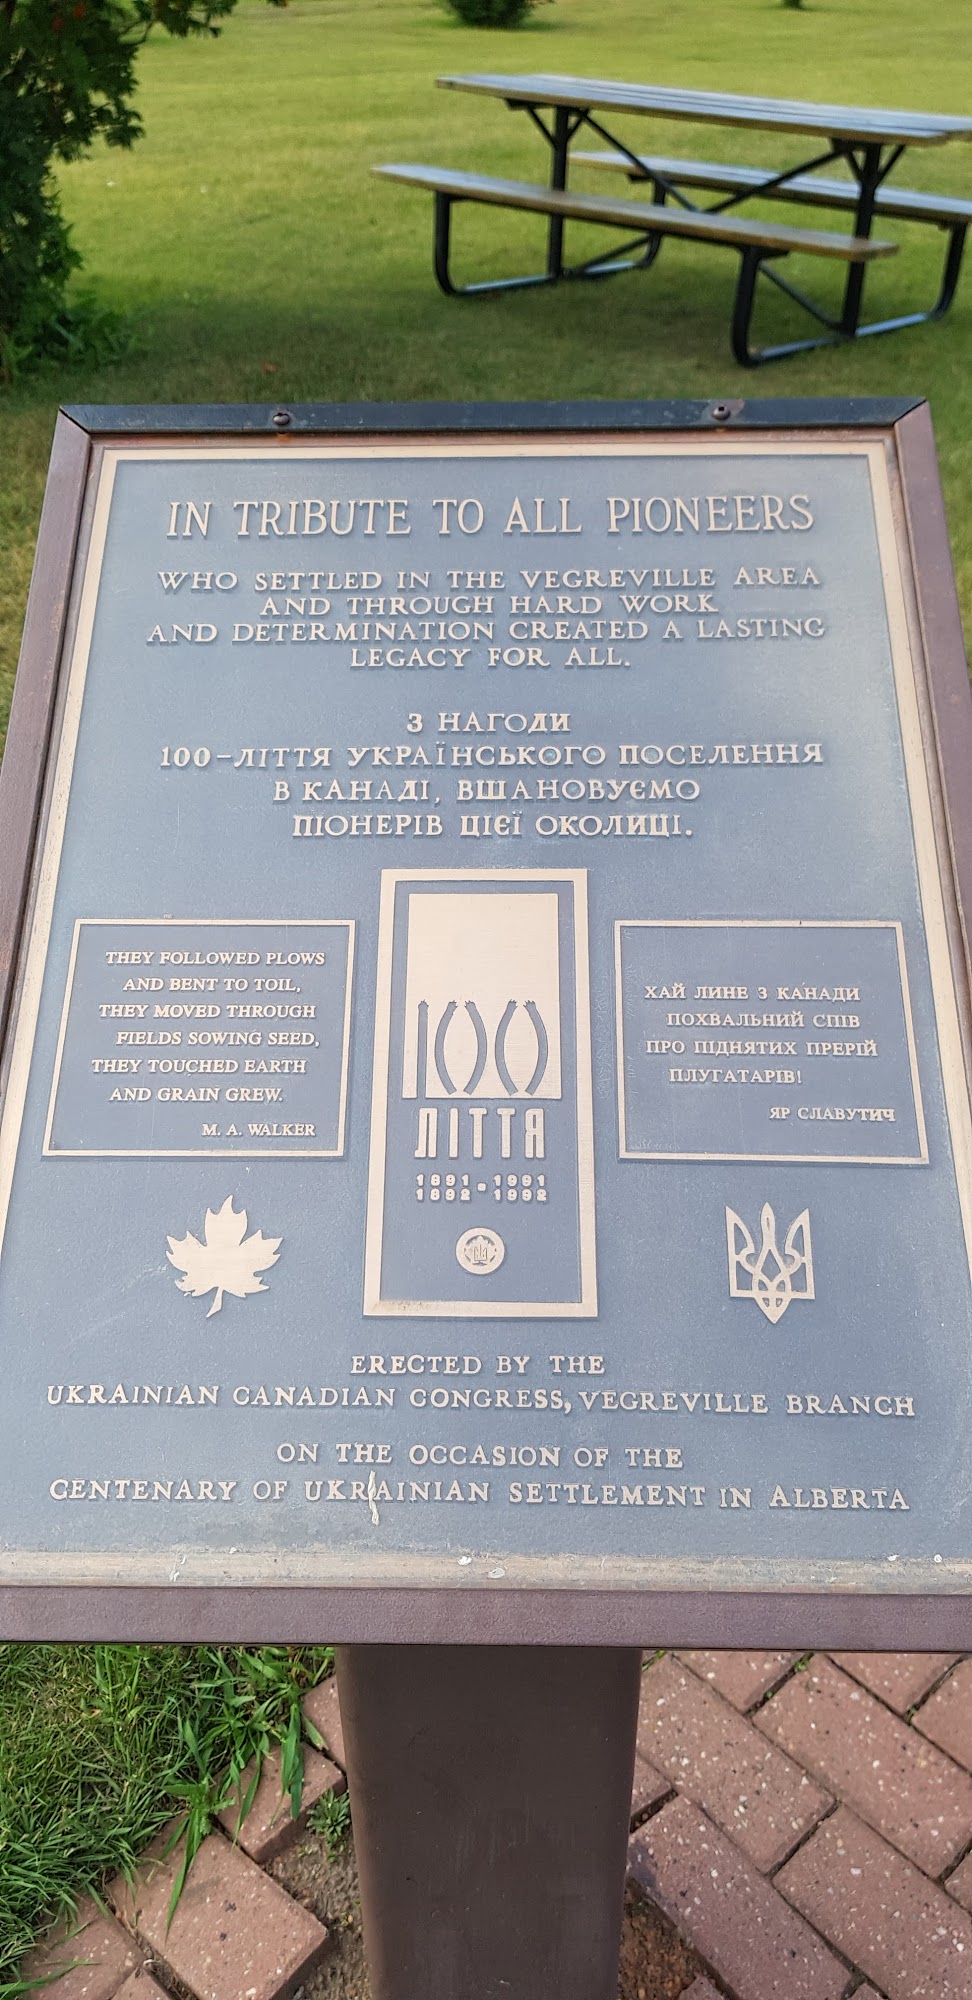 IN TRIBUTE TO ALL PIONEERS
WHO SETTLED IN THE VEGREVILLE AREA
AND THROUGH HARD WORK
AND DETERMINATION CREATED A LASTING
LEGACY FOR ALL.
З НАГОДИ
100-ЛІТТЯ УКРАЇНСЬКОГО ПОСЕЛЕННЯ
В КАНАДІ, ВШАНОВУЄМО
ПІОНЕРІВ ЦІЄЇ ОКОЛИЦІ.
THEY FOLLOWED PLOWS
AND BENT TO TOIL,
THEY MOVED THROUGH
FIELDS SOWING SEED,
THEY TOUCHED EARTH
AND GRAIN GREW.
M. A. WALKER
100
ЛІТТЯ
1891 - 1991
1892 - 1992
ХАЙ ЛИНЕ З КАНАДИ
ПОХВАЛЬНИЙ СПІВ
ПРО ПІДНЯТИХ ПРЕРІЙ
ПЛУГАТАРІВ!
ЯР СЛАВУТИЧ
ERECTED BY THE
UKRAINIAN CANADIAN CONGRESS, VEGREVILLE BRANCH
ON THE OCCASION OF THE
CENTENARY OF UKRAINIAN SETTLEMENT IN ALBERTA